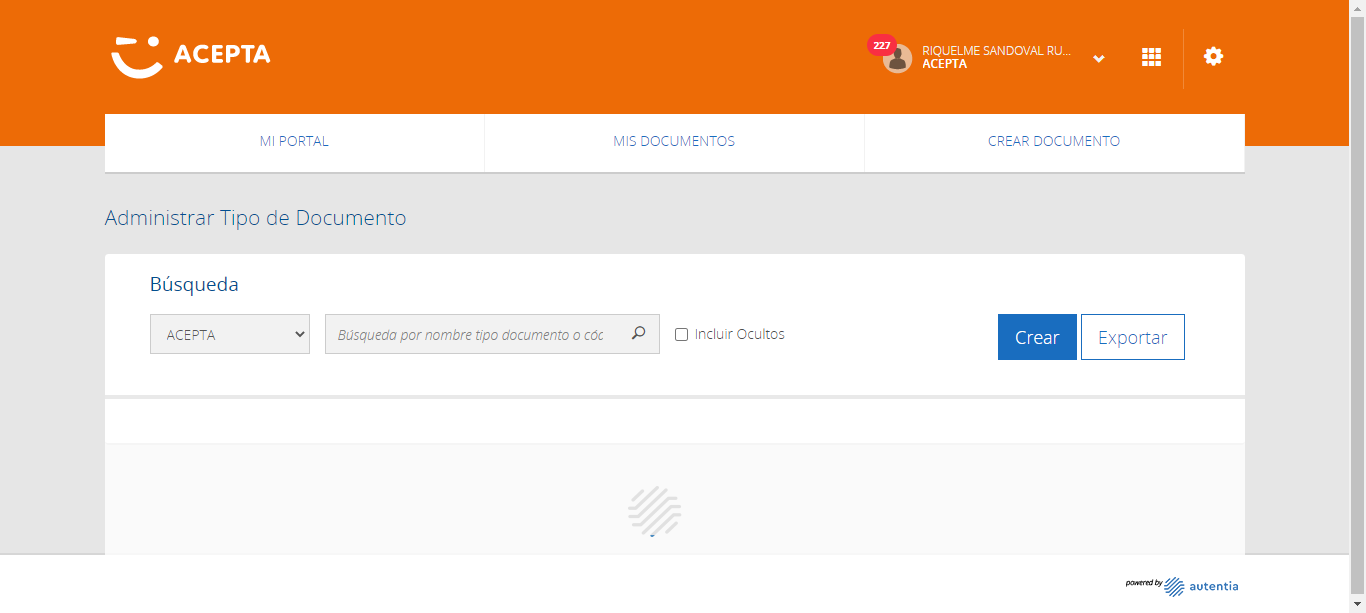 ACEPTA
227
RIQUELME SANDOVAL RU...
ACEPTA
MI PORTAL
MIS DOCUMENTOS
CREAR DOCUMENTO
Administrar Tipo de Documento
Búsqueda
ACEPTA
Búsqueda por nombre tipo documento o cóc
Incluir Ocultos
Crear
Exportar
powered by autentia